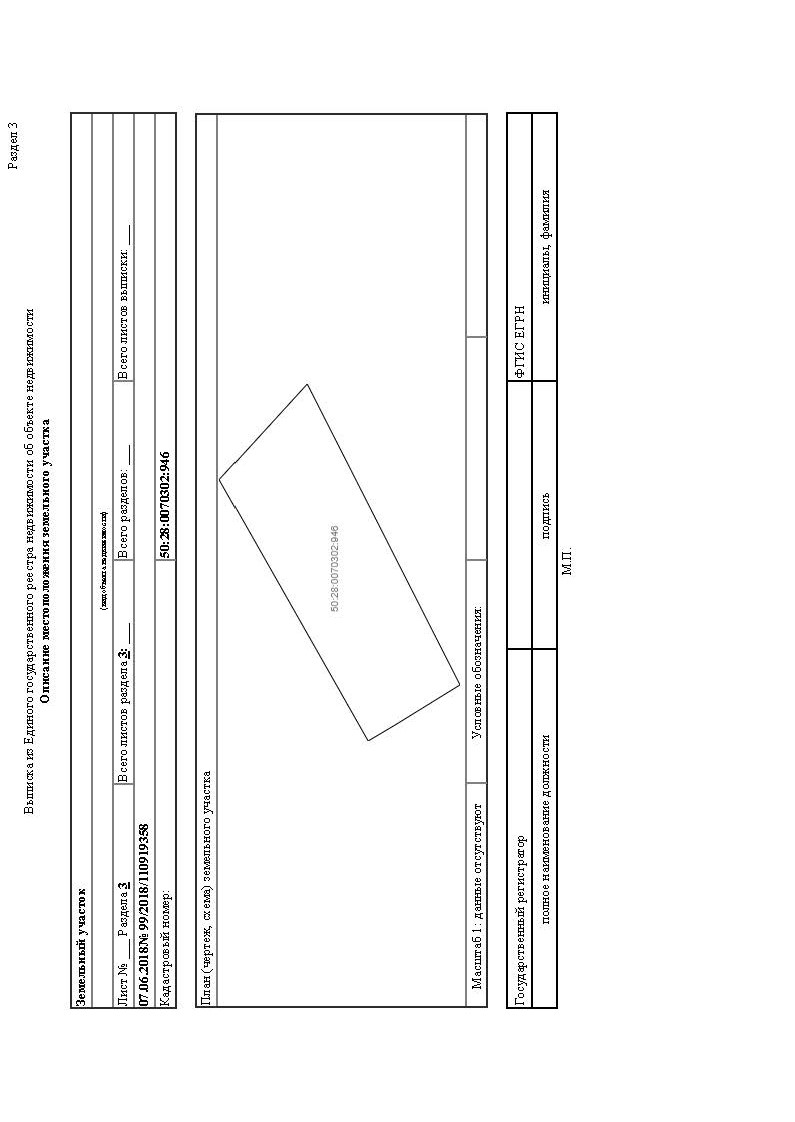 Раздел 3
Выписка из Единого государственного реестра недвижимости об объекте недвижимости
Описание местоположения земельного участка
Земельный участок
(вид объекта недвижимости)
Лист № ___ Раздела 3
Всего листов раздела 3: ___
Всего разделов: ___
Всего листов выписки: ___
07.06.2018№ 99/2018/110919358
Кадастровый номер:
50:28:0070302:946
План (чертеж, схема) земельного участка
50:28:0070302:946
Масштаб 1: данные отсутствуют
Условные обозначения:
Государственный регистратор
ФГИС ЕГРН
полное наименование должности
подпись
инициалы, фамилия
М.П.